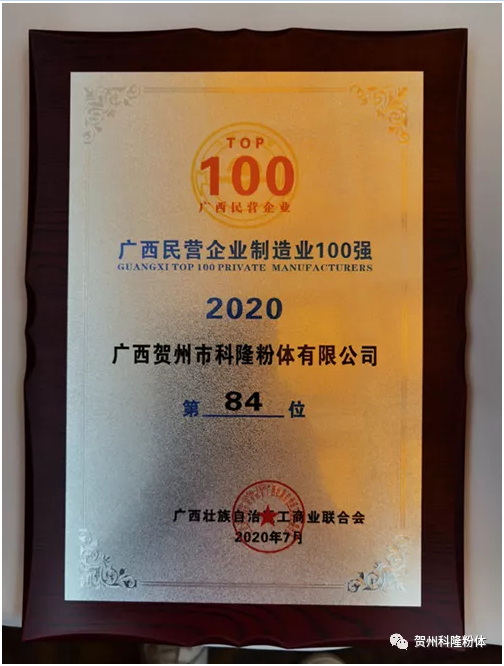 TOP
100
广西民营企业
广西民营企业制造业100强
GUANGXI TOP 100 PRIVATE MANUFACTURERS
2020
广西贺州市科隆粉体有限公司
第 84 位
广西壮族自治 工商业联合会
2020年7月
贺州科隆粉体